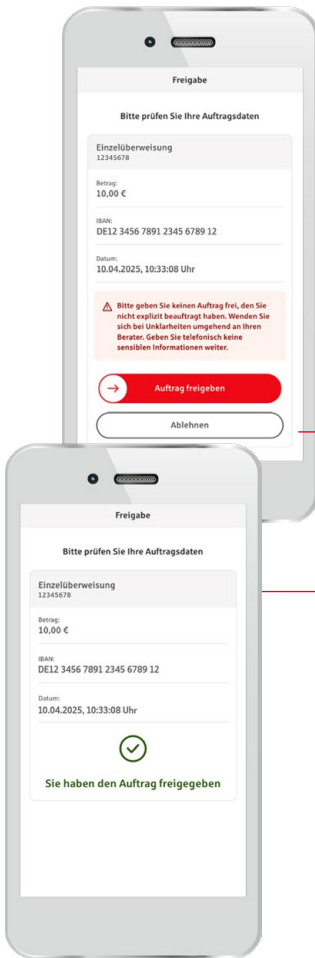 Freigabe
Bitte prüfen Sie Ihre Auftragsdaten
Einzelüberweisung
12345678
Betrag:
10,00 €
IBAN:
DE12 3456 7891 2345 6789 12
Datum:
10.04.2025, 10:33:08 Uhr
Bitte geben Sie keinen Auftrag frei, den Sie
nicht explizit beauftragt haben. Wenden Sie
sich bei Unklarheiten umgehend an Ihren
Berater. Geben Sie telefonisch keine
sensiblen Informationen weiter.
Auftrag freigeben
Ablehnen
Freigabe
Bitte prüfen Sie Ihre Auftragsdaten
Einzelüberweisung
12345678
Betrag:
10,00 €
IBAN:
DE12 3456 7891 2345 6789 12
Datum:
10.04.2025, 10:33:08 Uhr
Sie haben den Auftrag freigegeben